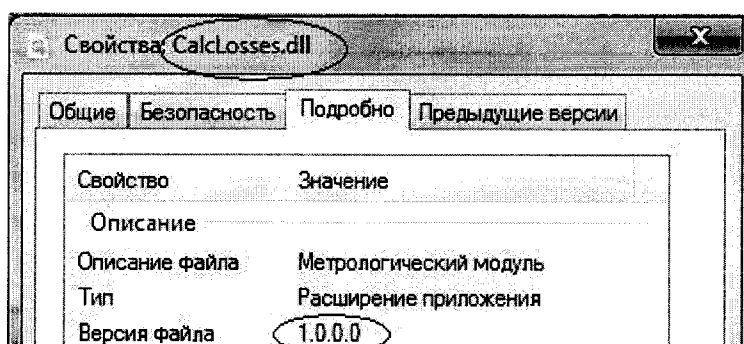 Свойства: CalcLosses.dll
Общие Безопасность Подробно Предыдущие версии
Свойство Значение
Описание
Описание файла Метрологический модуль
Тип Расширение приложения
Версия файла 1.0.0.0